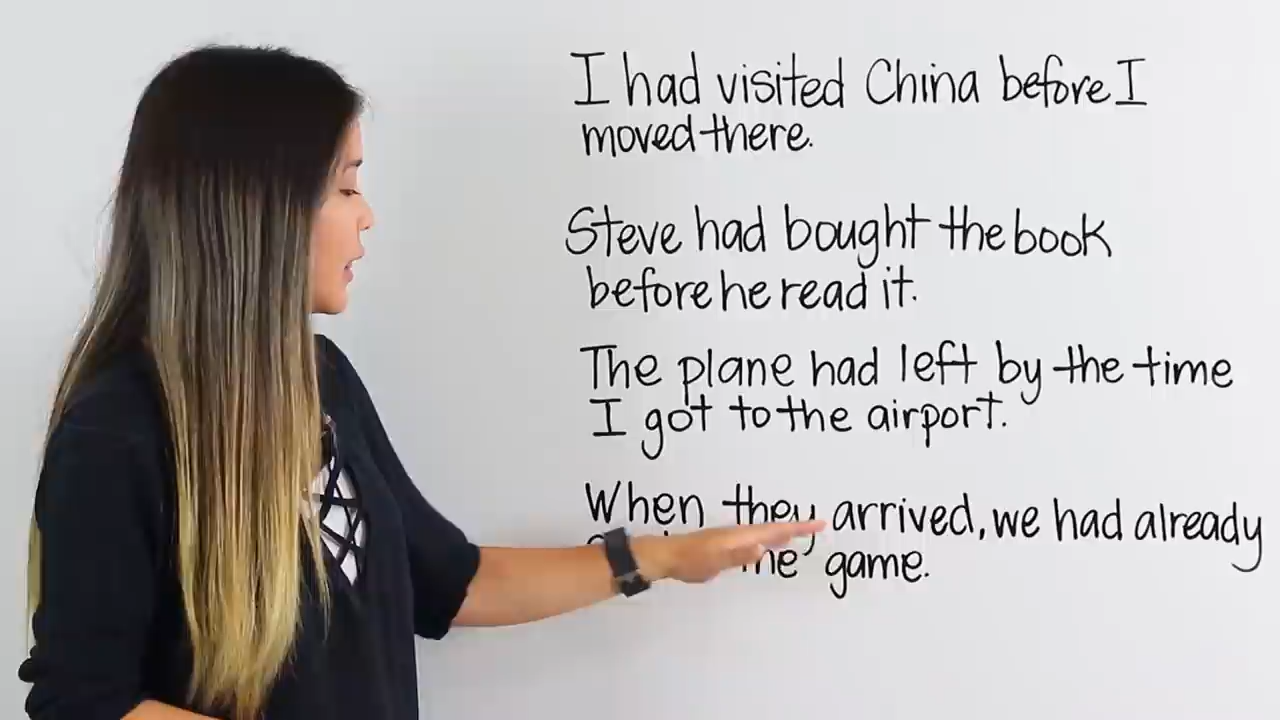 I had visited China before I
moved there.
Steve had bought the book
before he read it.
The plane had left by the time
I got to the airport.
When they arrived, we had already
game.